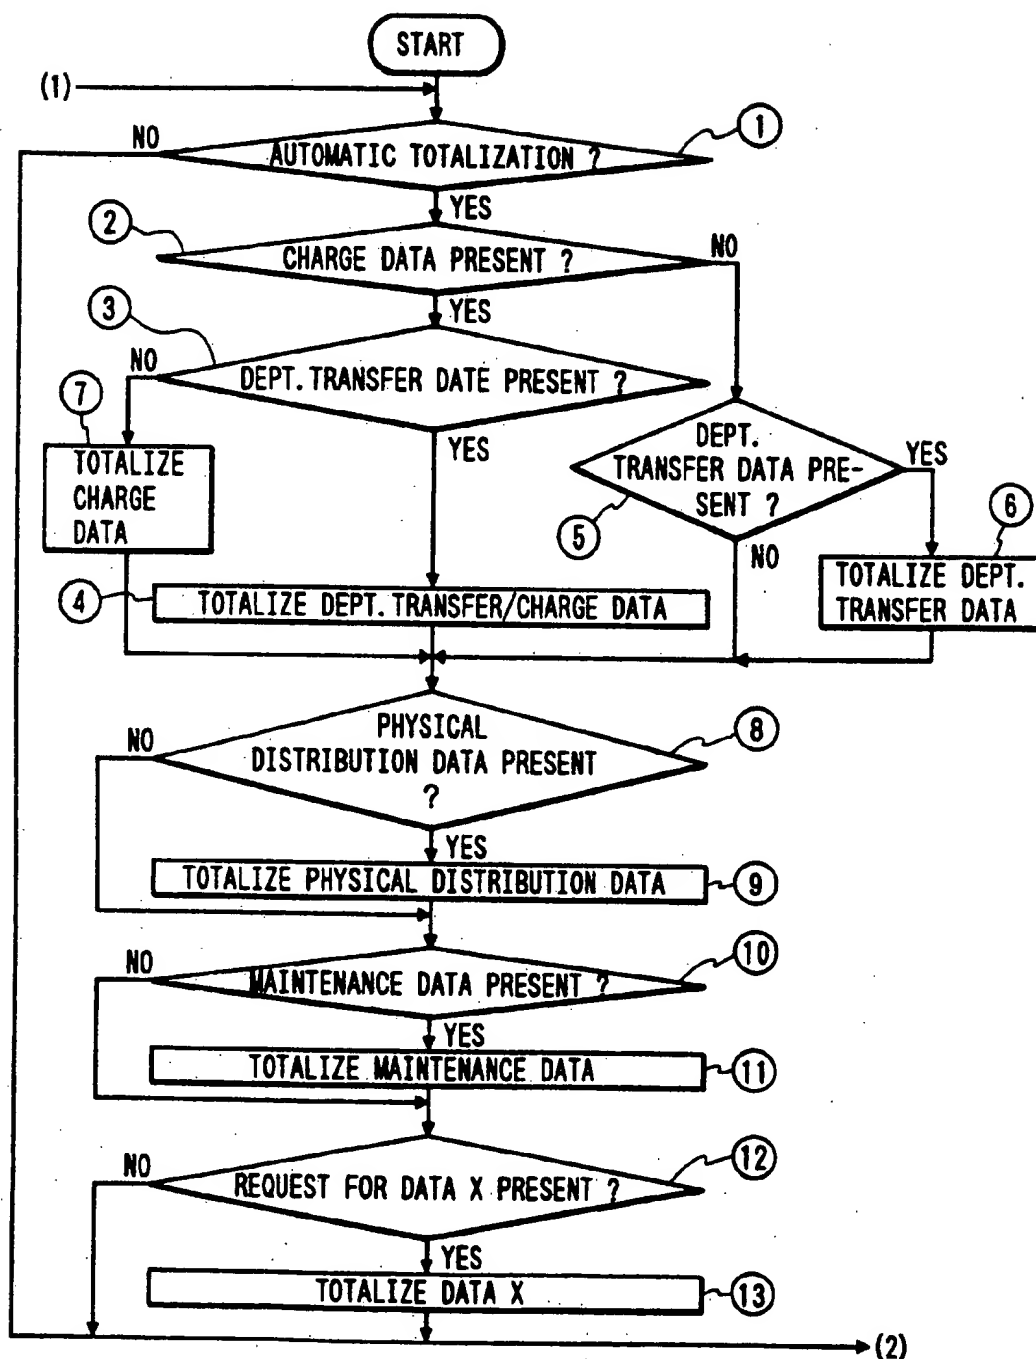 START
(1)
NO
1
AUTOMATIC TOTALIZATION ?
YES
2
NO
CHARGE DATA PRESENT ?
YES
3
NO
DEPT. TRANSFER DATE PRESENT ?
7
YES
DEPT.
TRANSFER DATA PRE-
SENT ?
YES
TOTALIZE
CHARGE
DATA
5
6
NO
4
TOTALIZE DEPT. TRANSFER/CHARGE DATA
TOTALIZE DEPT.
TRANSFER DATA
NO
PHYSICAL
DISTRIBUTION DATA PRESENT
?
8
YES
TOTALIZE PHYSICAL DISTRIBUTION DATA
9
NO
10
MAINTENANCE DATA PRESENT ?
YES
TOTALIZE MAINTENANCE DATA
11
NO
12
REQUEST FOR DATA X PRESENT ?
YES
TOTALIZE DATA X
13
(2)